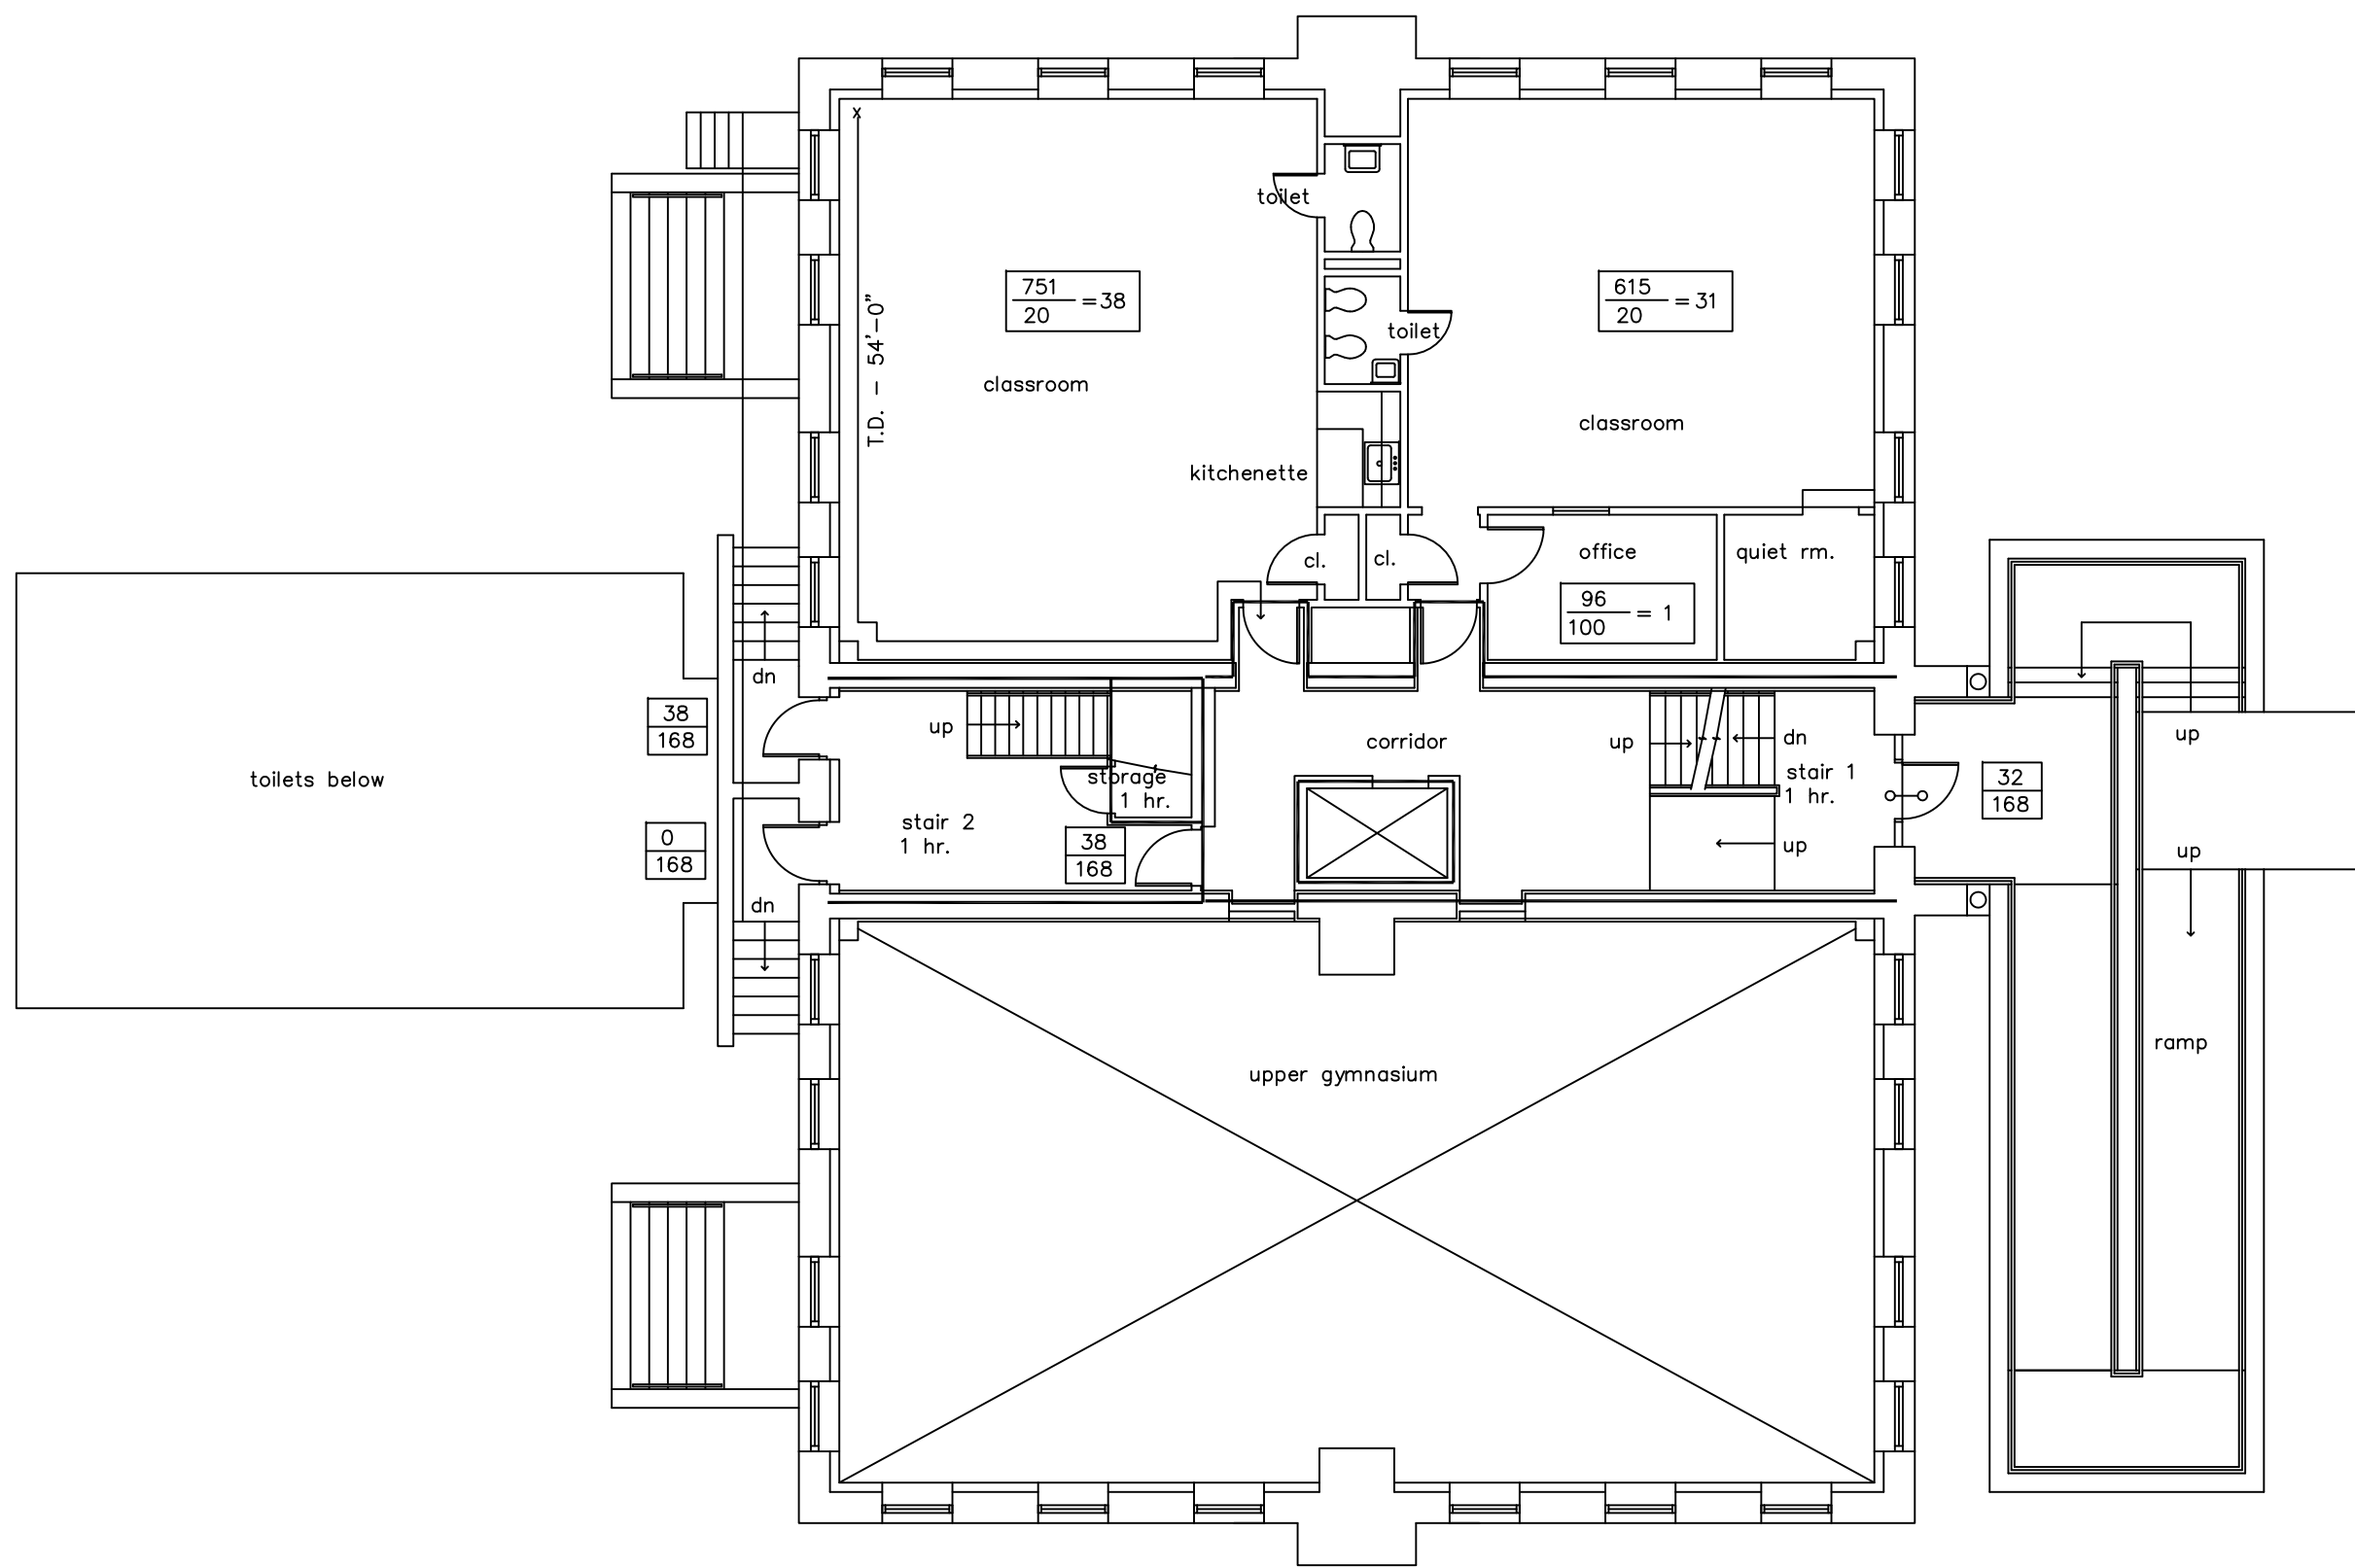 x
toilet
T.D. - 54'-0"
751
20
=38
615
20
=31
toilet
classroom
classroom
kitchenette
cl.
cl.
office
quiet rm.
96
100
= 1
dn
38
168
up
corridor
up
dn
up
toilets below
storage
1 hr.
stair 1
1 hr.
32
168
stair 2
1 hr.
0
168
38
168
up
up
dn
ramp
upper gymnasium